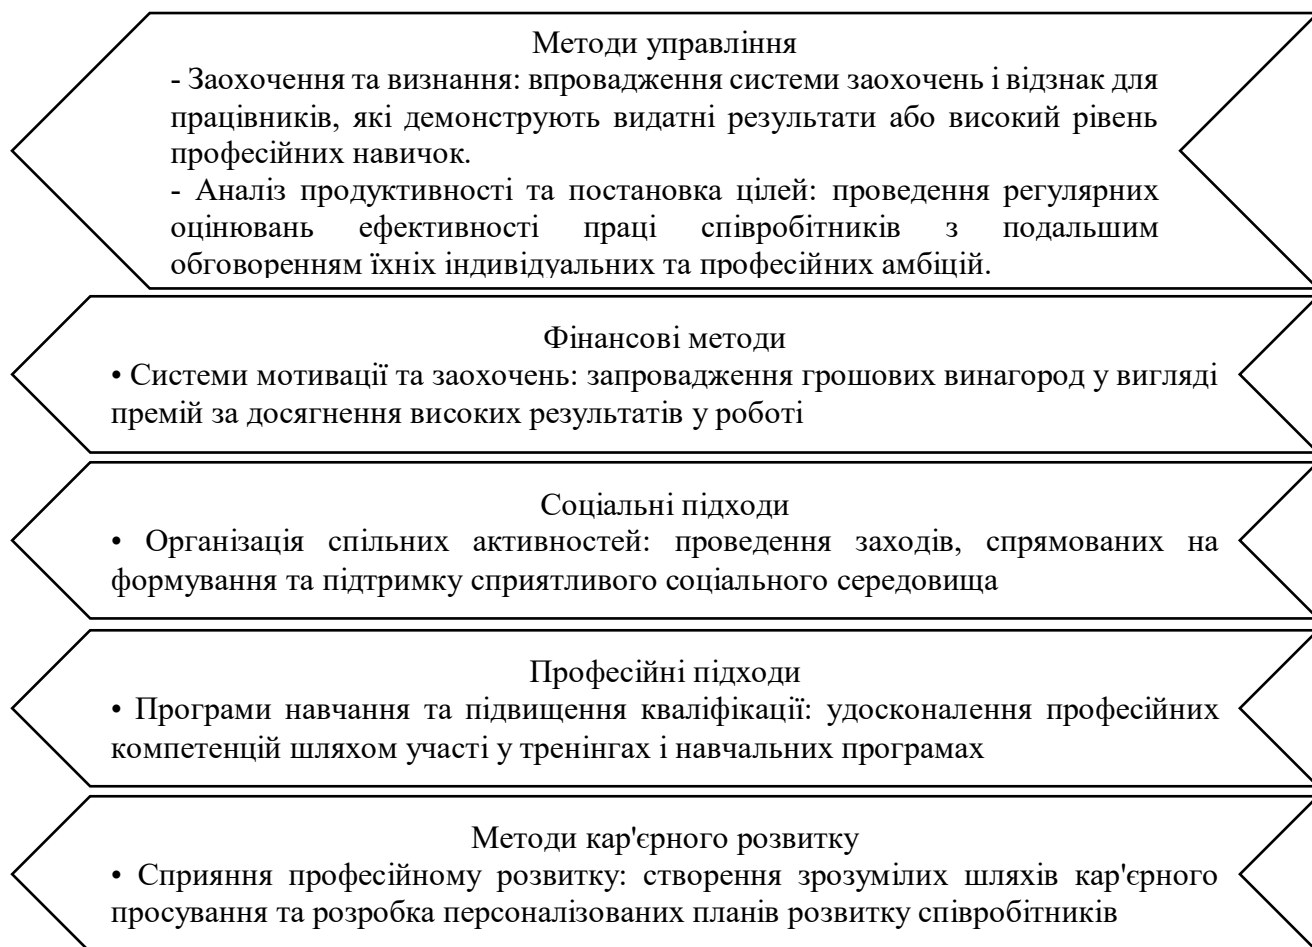 Методи управління
- Заохочення та визнання: впровадження системи заохочень і відзнак для
працівників, які демонструють видатні результати або високий рівень
професійних навичок.
- Аналіз продуктивності та постановка цілей: проведення регулярних
оцінювань ефективності праці співробітників з подальшим
обговоренням їхніх індивідуальних та професійних амбіцій.
Фінансові методи
• Системи мотивації та заохочень: запровадження грошових винагород у вигляді
премій за досягнення високих результатів у роботі
Соціальні підходи
• Організація спільних активностей: проведення заходів, спрямованих на
формування та підтримку сприятливого соціального середовища
Професійні підходи
• Програми навчання та підвищення кваліфікації: удосконалення професійних
компетенцій шляхом участі у тренінгах і навчальних програмах
Методи кар'єрного розвитку
• Сприяння професійному розвитку: створення зрозумілих шляхів кар'єрного
просування та розробка персоналізованих планів розвитку співробітників